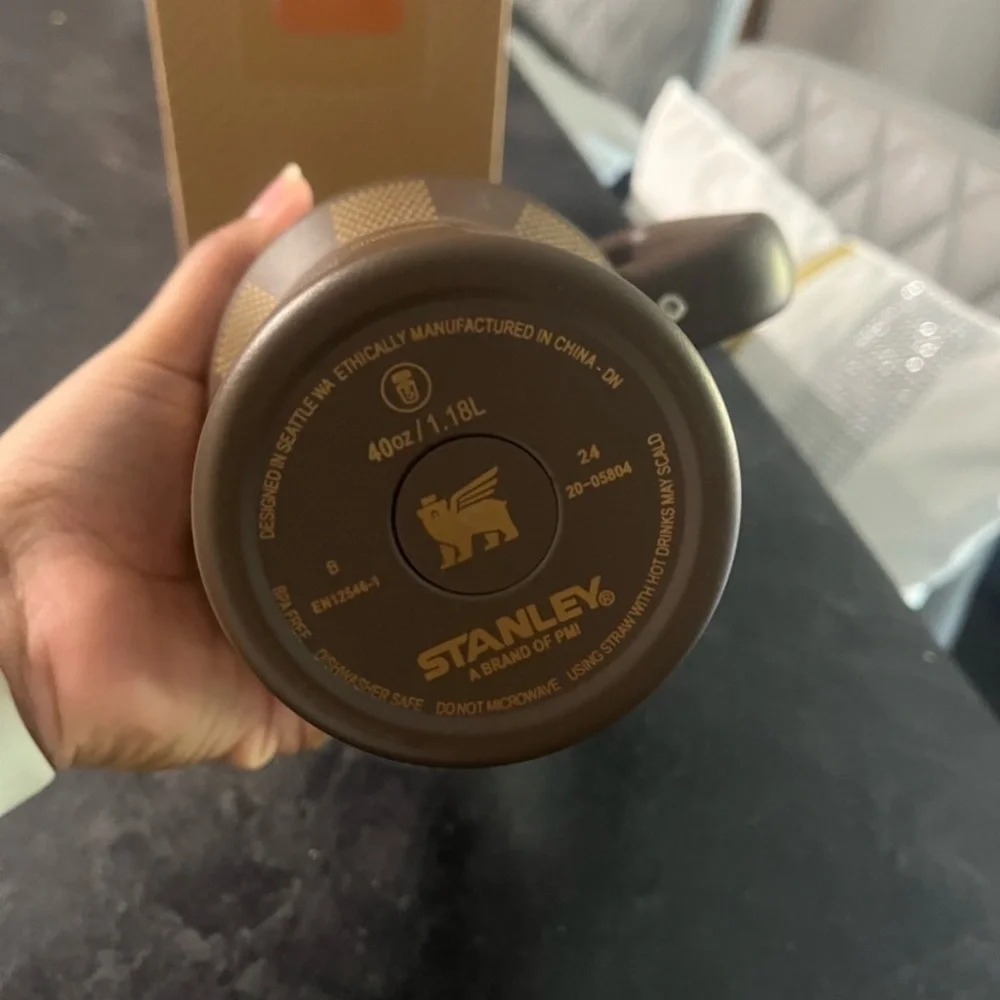 DESIGNED IN SEATTLE WA ETHICALLY MANUFACTURED IN CHINA - DN
40oz / 1.18L
24
20-05804
8
EN12546-1
STANLEY®
A BRAND OF PMI
BPA FREE DISHWASHER SAFE DO NOT MICROWAVE USING STRAW WITH HOT DRINKS MAY SCALD